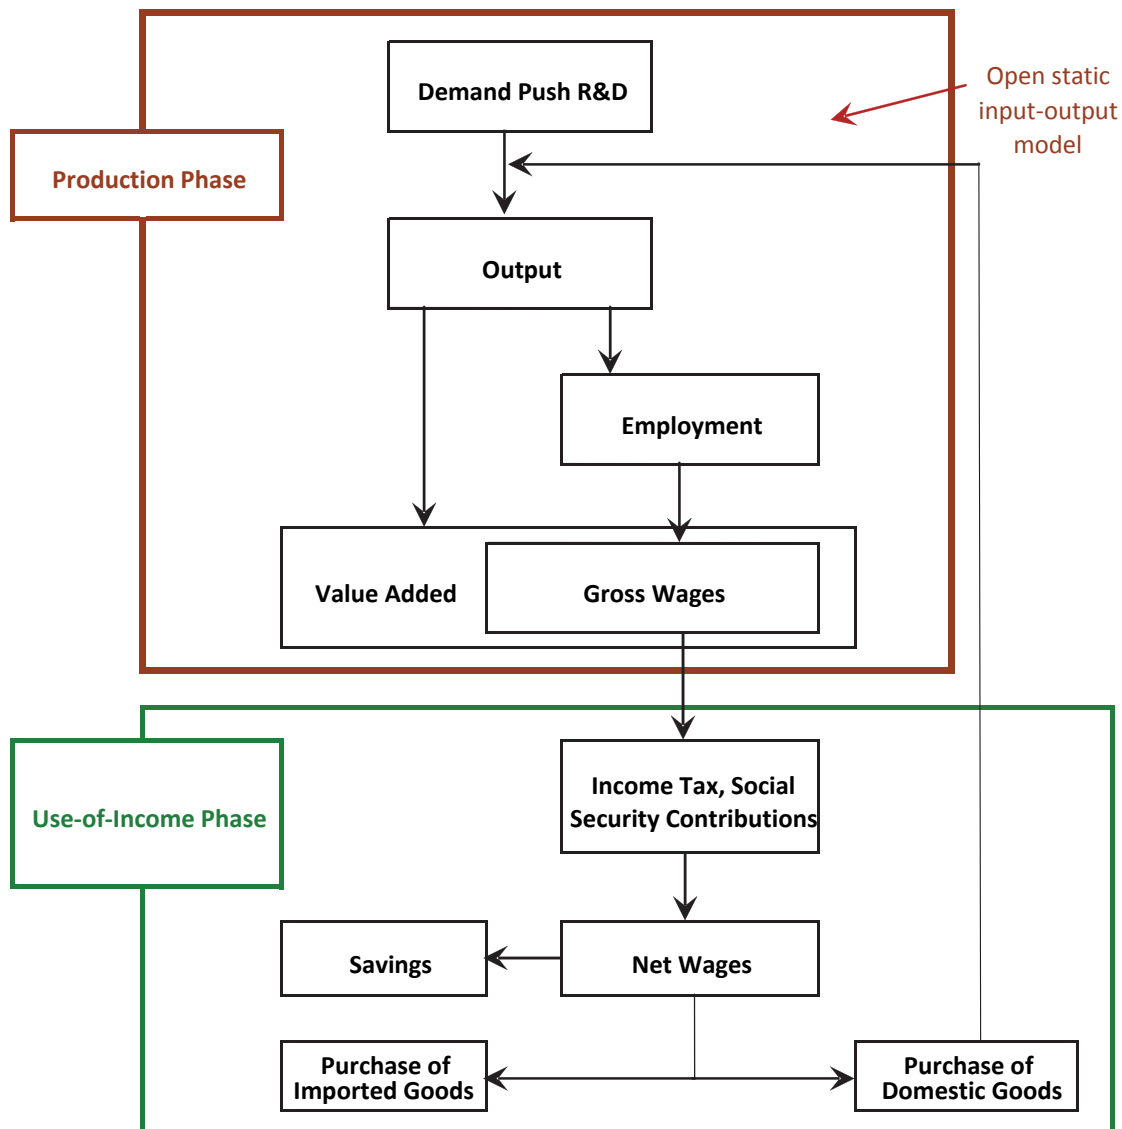 Demand Push R&D
Open static
input-output
model
Production Phase
Output
Employment
Value Added
Gross Wages
Income Tax, Social
Security Contributions
Use-of-Income Phase
Savings
Net Wages
Purchase of
Imported Goods
Purchase of
Domestic Goods